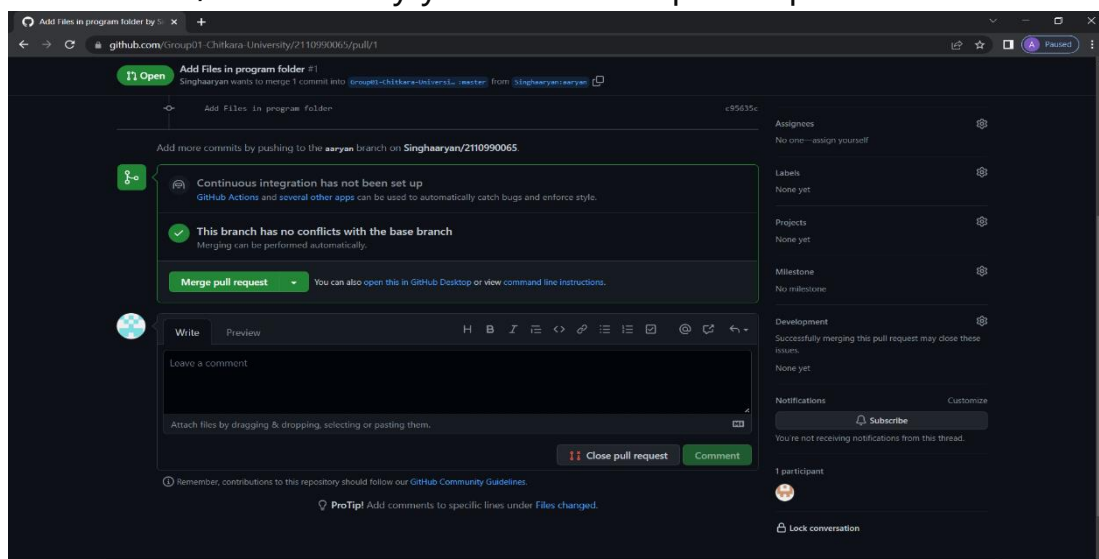 Add Files in program folder by Si
github.com/Group01-Chitkara-University/2110990065/pull/1
A Paused
Open
Add Files in program folder #1
Singhaaryan wants to merge 1 commit into Group01-Chitkara-Universi… :master from Singhaaryan:aaryan
Add Files in program folder c95635c
Add more commits by pushing to the aaryan branch on Singhaaryan/2110990065.
Continuous integration has not been set up
GitHub Actions and several other apps can be used to automatically catch bugs and enforce style.
This branch has no conflicts with the base branch
Merging can be performed automatically.
Merge pull request You can also open this in GitHub Desktop or view command line instructions.
Write Preview
H B I
Leave a comment
Attach files by dragging & dropping, selecting or pasting them.
Close pull request Comment
Remember, contributions to this repository should follow our GitHub Community Guidelines.
ProTip! Add comments to specific lines under Files changed.
Assignees
No one—assign yourself
Labels
None yet
Projects
None yet
Milestone
No milestone
Development
Successfully merging this pull request may close these
issues.
None yet
Notifications Customize
Subscribe
You're not receiving notifications from this thread.
1 participant
Lock conversation